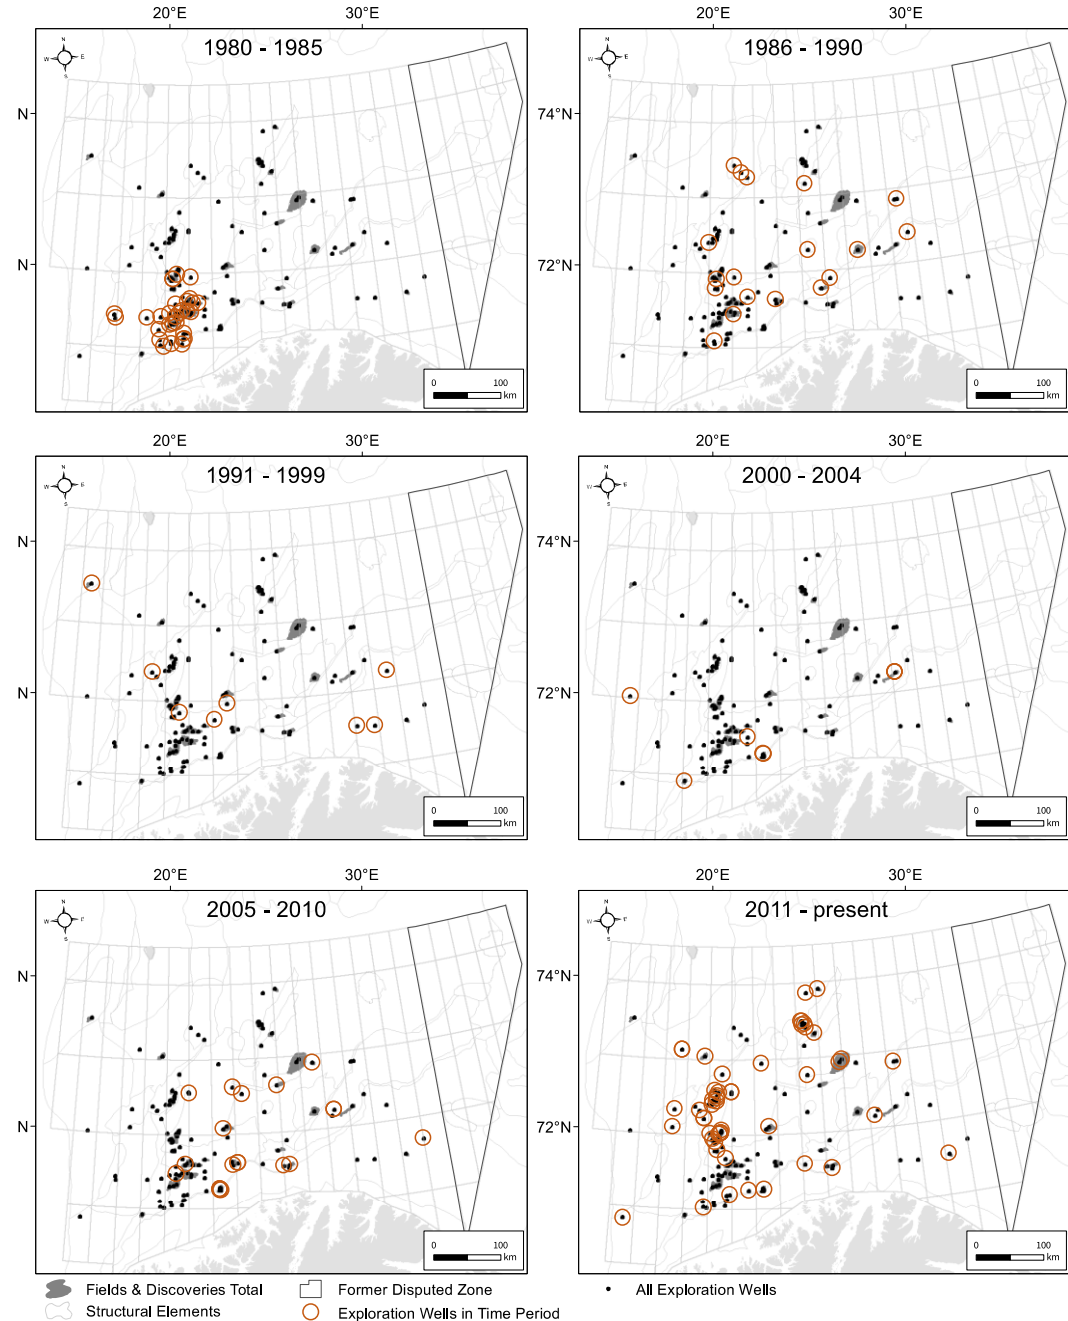 20°E 30°E 20°E 30°E
1980 - 1985 1986 - 1990
N W E S N W E S
N 74°N
N 72°N
0 100 km 0 100 km
20°E 30°E 20°E 30°E
1991 - 1999 2000 - 2004
N W E S N W E S
N 74°N
N 72°N
0 100 km 0 100 km
20°E 30°E 20°E 30°E
2005 - 2010 2011 - present
N W E S N W E S
N 74°N
N 72°N
0 100 km 0 100 km
Fields & Discoveries Total Former Disputed Zone All Exploration Wells
Structural Elements Exploration Wells in Time Period